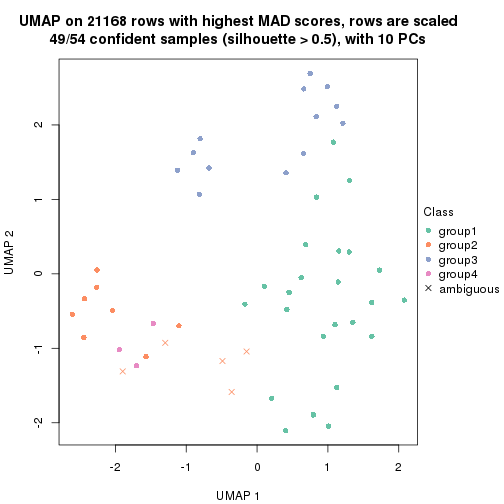 UMAP on 21168 rows with highest MAD scores, rows are scaled
49/54 confident samples (silhouette > 0.5), with 10 PCs
UMAP 2
2
1
0
-1
-2
-2
-1
0
1
2
UMAP 1
Class
group1
group2
group3
group4
ambiguous